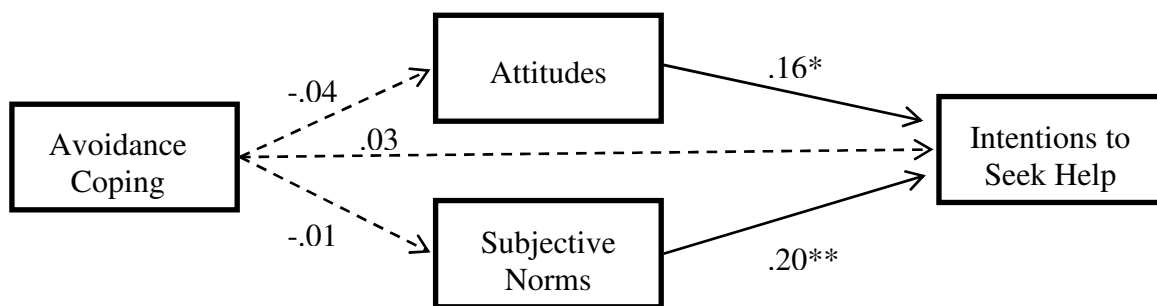 Attitudes
.16*
-.04
Avoidance
Coping
.03
Intentions to
Seek Help
-.01
Subjective
Norms
.20**